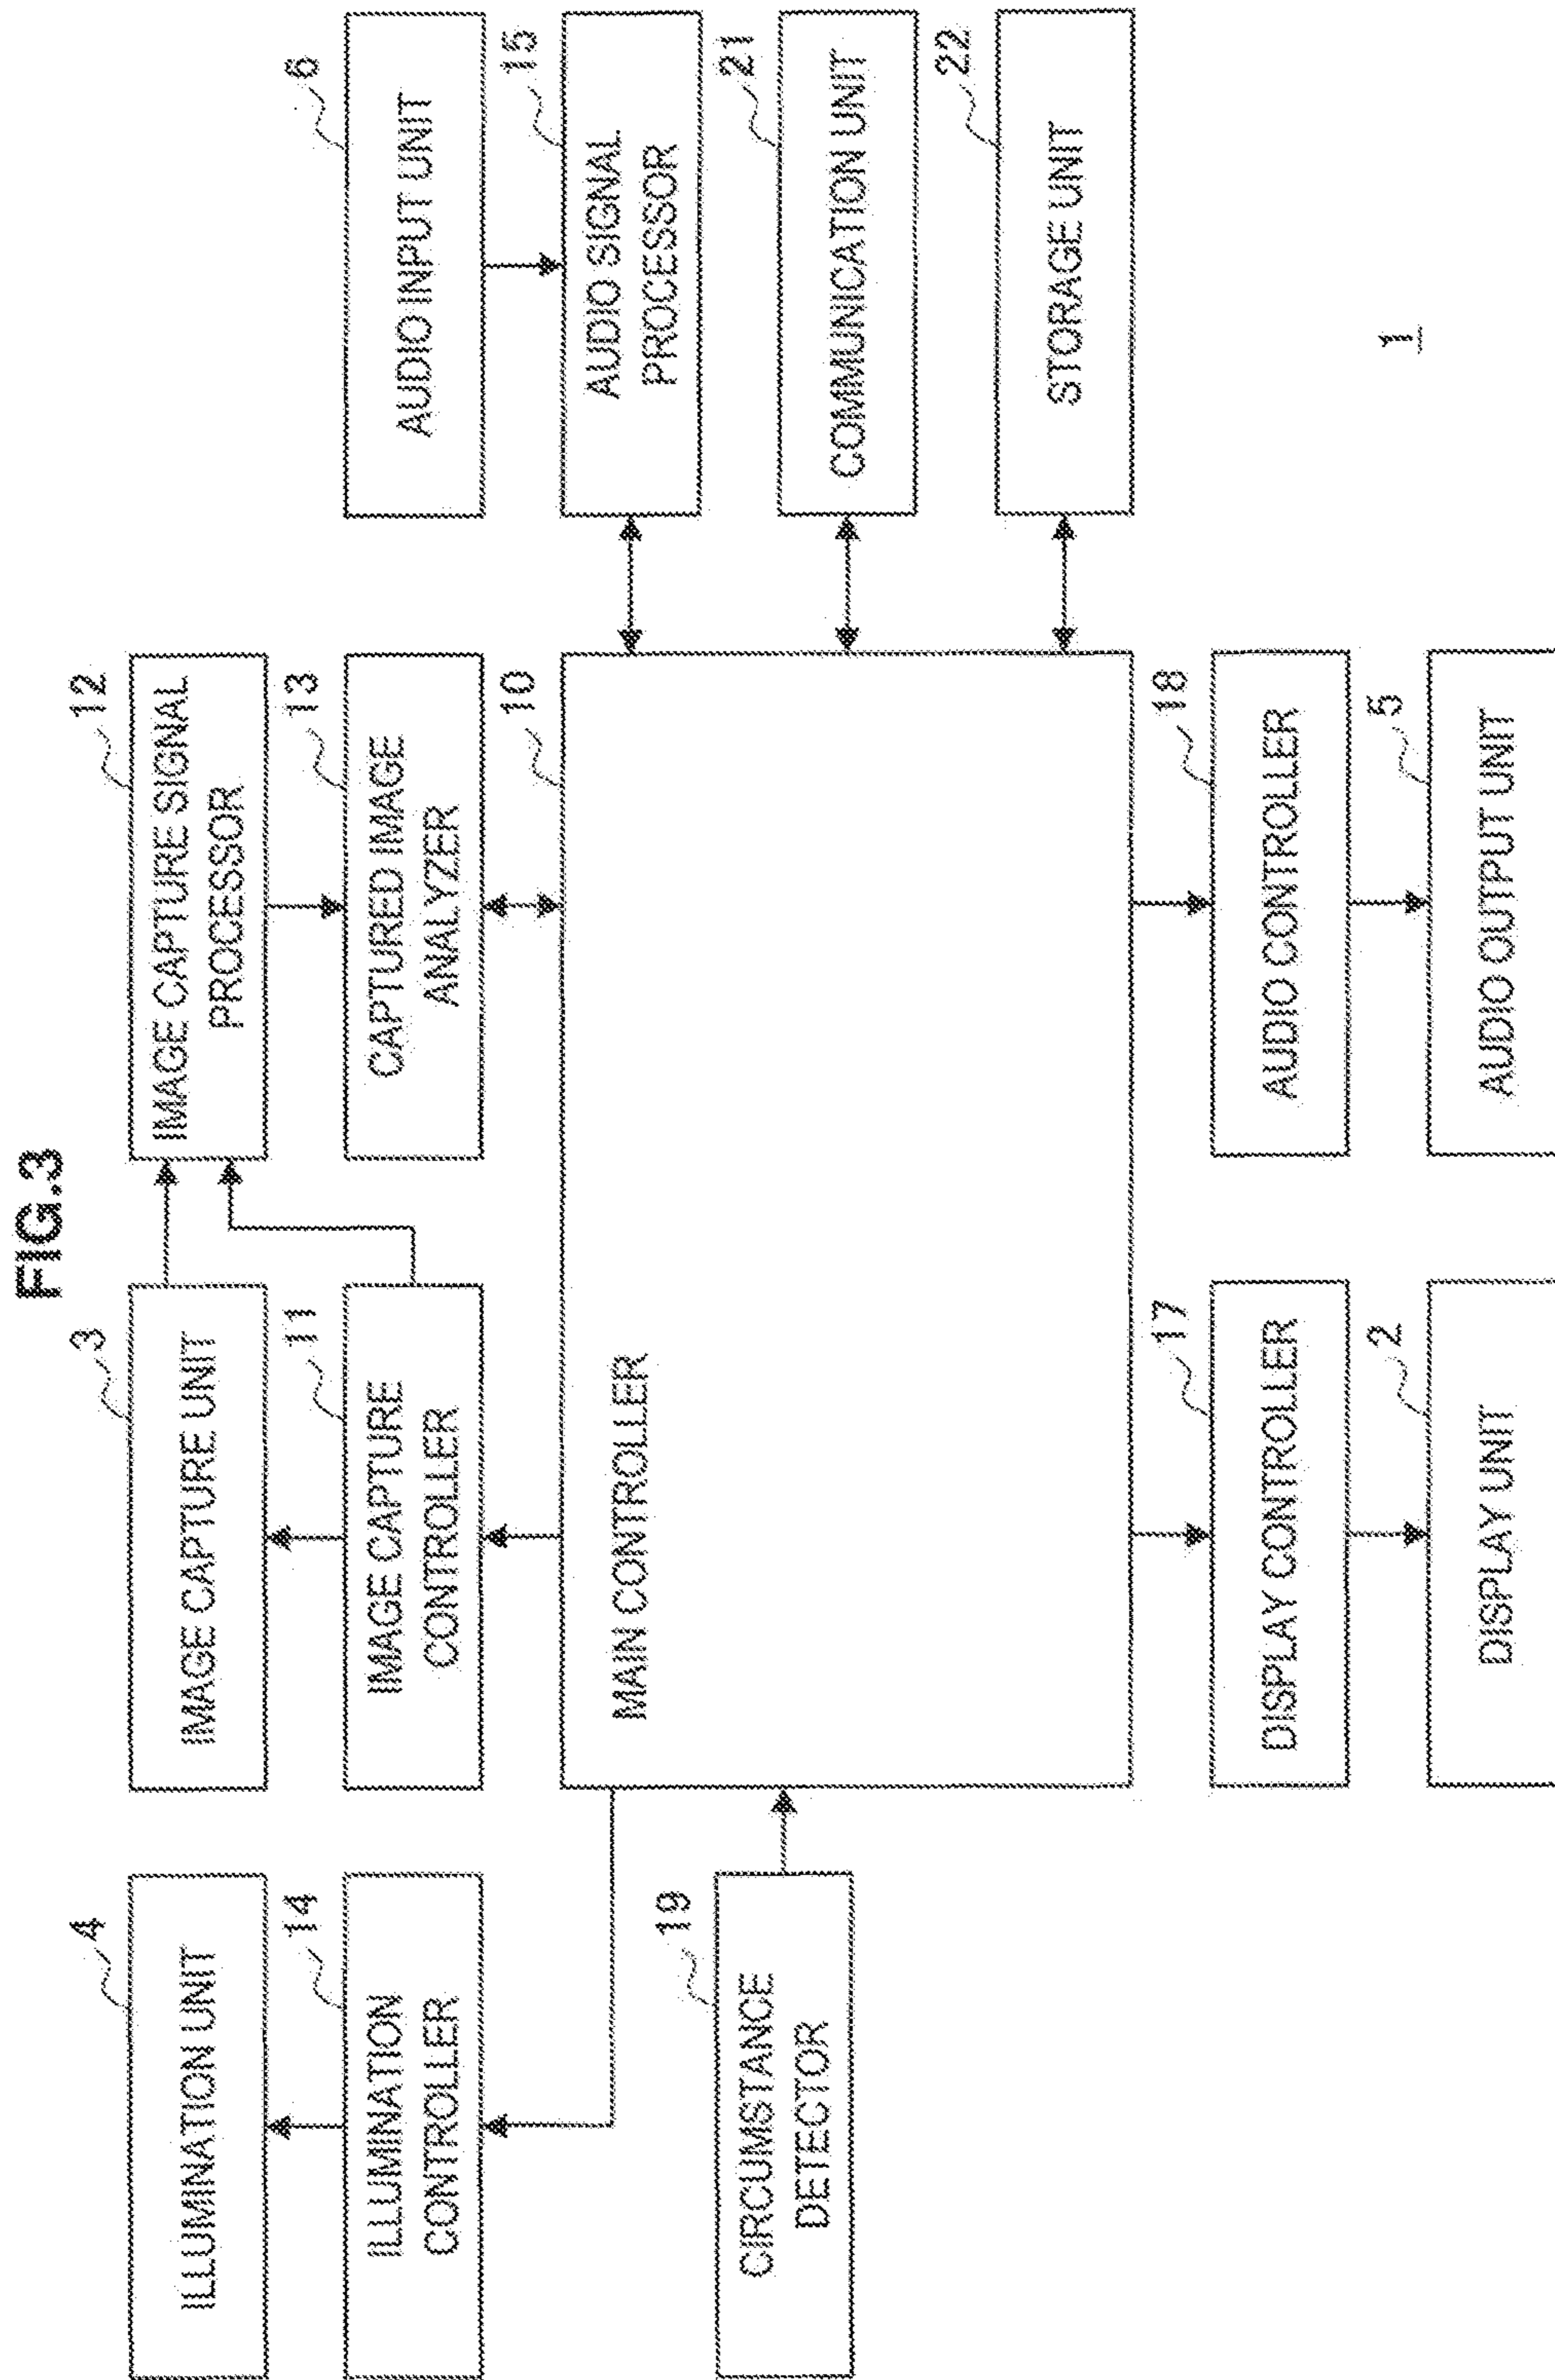 FIG.3
4
ILLUMINATION UNIT
3
IMAGE CAPTURE UNIT
12
IMAGE CAPTURE SIGNAL
PROCESSOR
14
ILLUMINATION
CONTROLLER
11
IMAGE CAPTURE
CONTROLLER
13
CAPTURED IMAGE
ANALYZER
6
AUDIO INPUT UNIT
10
MAIN CONTROLLER
15
AUDIO SIGNAL
PROCESSOR
19
CIRCUMSTANCE
DETECTOR
21
COMMUNICATION UNIT
22
STORAGE UNIT
17
DISPLAY CONTROLLER
18
AUDIO CONTROLLER
2
DISPLAY UNIT
5
AUDIO OUTPUT UNIT
1